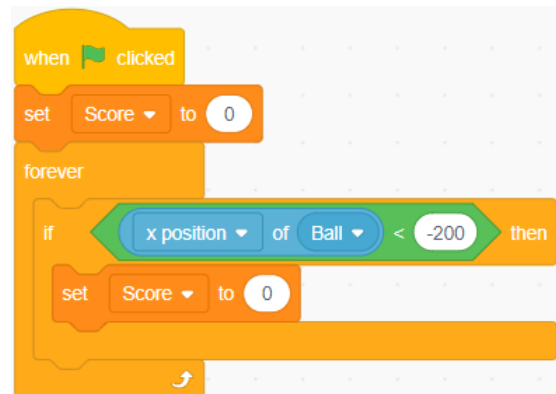 when clicked
set Score to 0
forever
if x position of Ball < -200 then
set Score to 0